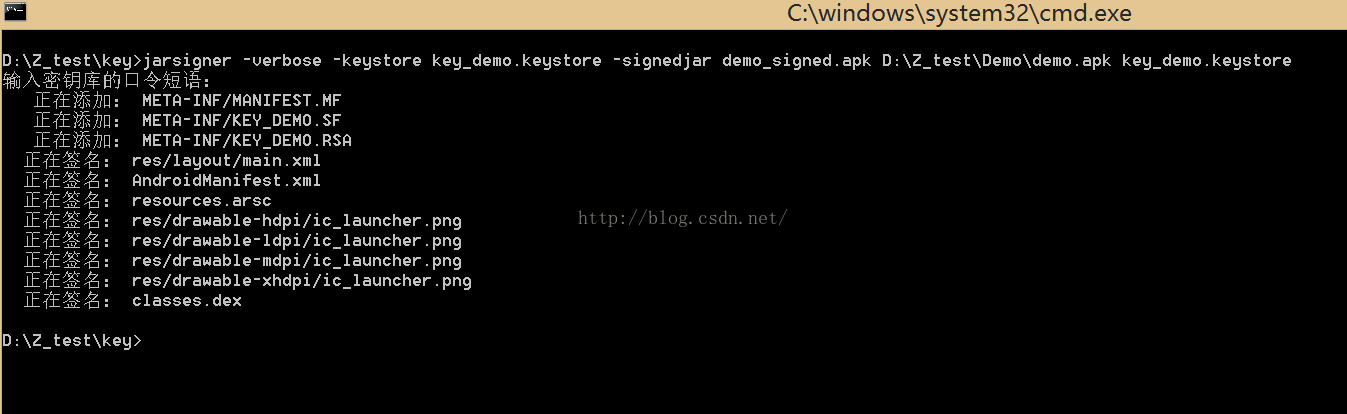 C:\windows\system32\cmd.exe
D:\Z_test\key>jarsigner -verbose -keystore key_demo.keystore -signedjar demo_signed.apk D:\Z_test\Demo\demo.apk key_demo.keystore
输入密钥库的口令短语:
正在添加: META-INF/MANIFEST.MF
正在添加: META-INF/KEY_DEMO.SF
正在添加: META-INF/KEY_DEMO.RSA
正在签名: res/layout/main.xml
正在签名: AndroidManifest.xml
正在签名: resources.arsc
正在签名: res/drawable-hdpi/ic_launcher.png
http://blog.csdn.net/
正在签名: res/drawable-ldpi/ic_launcher.png
正在签名: res/drawable-mdpi/ic_launcher.png
正在签名: res/drawable-xhdpi/ic_launcher.png
正在签名: classes.dex
D:\Z_test\key>